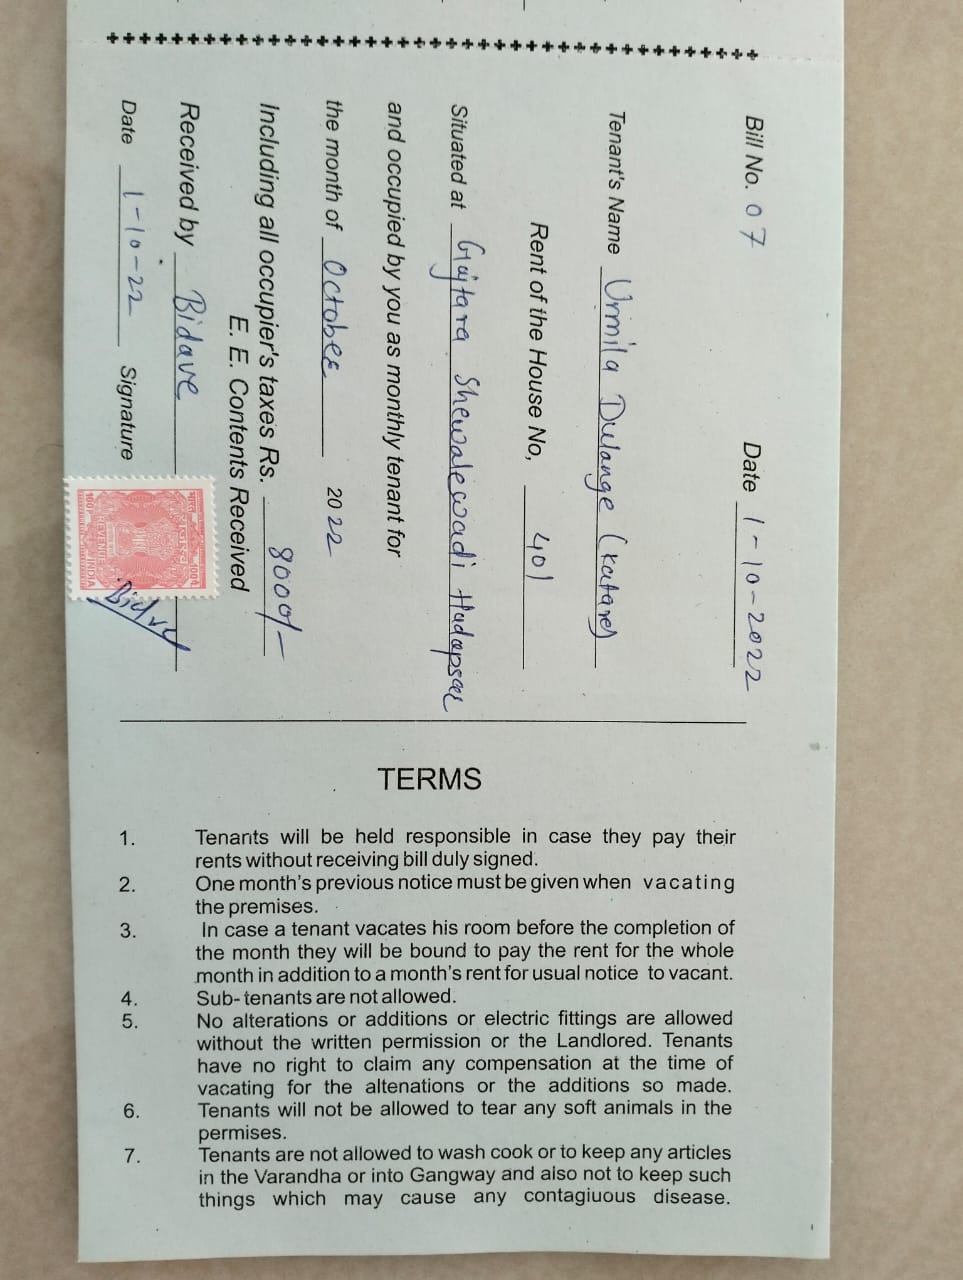 Bill No. 07 Date 1-10-2022
Tenant's Name Urmila Dulange (Katare)
Rent of the House No, 401
Situated at Gajtara Shewalewadi Hadapsar
and occupied by you as monthly tenant for
the month of October 2022
Including all occupier's taxes Rs. 8000/-
E. E. Contents Received
Received by Bidave
Date 1-10-22 Signature
REVENUE
INDIA
TERMS
1. Tenants will be held responsible in case they pay their
rents without receiving bill duly signed.
2. One month's previous notice must be given when vacating
the premises.
3. In case a tenant vacates his room before the completion of
the month they will be bound to pay the rent for the whole
month in addition to a month's rent for usual notice to vacant.
4. Sub-tenants are not allowed.
5. No alterations or additions or electric fittings are allowed
without the written permission or the Landlored. Tenants
have no right to claim any compensation at the time of
vacating for the altenations or the additions so made.
6. Tenants will not be allowed to tear any soft animals in the
permises.
7. Tenants are not allowed to wash cook or to keep any articles
in the Varandha or into Gangway and also not to keep such
things which may cause any contagiuous disease.